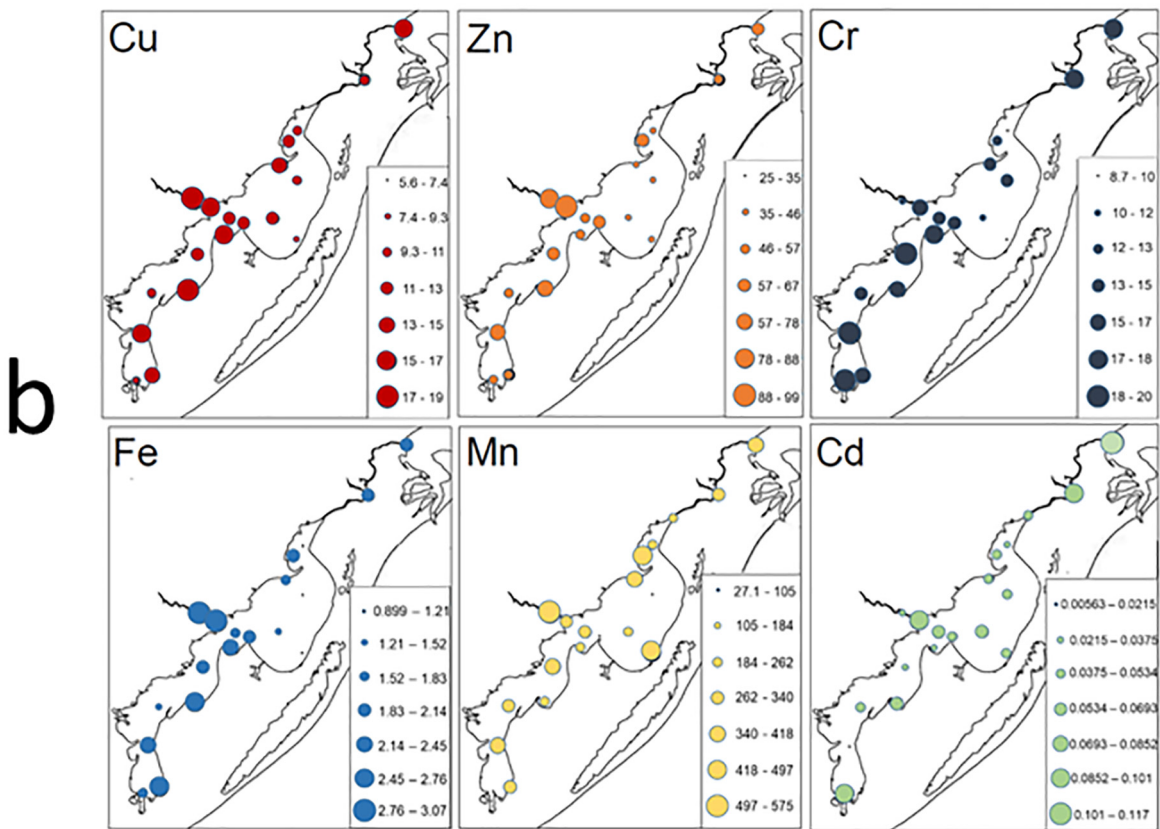 b
Cu
5.6 - 7.4
7.4 - 9.3
9.3 - 11
11 - 13
13 - 15
15 - 17
17 - 19
Zn
25 - 35
35 - 46
46 - 57
57 - 67
57 - 78
78 - 88
88 - 99
Cr
8.7 - 10
10 - 12
12 - 13
13 - 15
15 - 17
17 - 18
18 - 20
Fe
0.899 – 1.21
1.21 – 1.52
1.52 – 1.83
1.83 – 2.14
2.14 – 2.45
2.45 – 2.76
2.76 – 3.07
Mn
27.1 - 105
105 - 184
184 - 262
262 - 340
340 - 418
418 - 497
497 - 575
Cd
0.00563 – 0.0215
0.0215 – 0.0375
0.0375 – 0.0534
0.0534 – 0.0693
0.0693 – 0.0852
0.0852 – 0.101
0.101 – 0.117